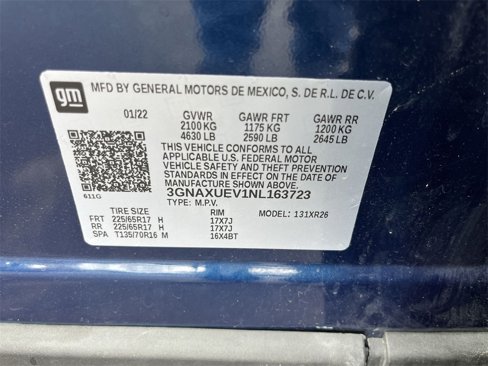 gm
MFD BY GENERAL MOTORS DE MEXICO, S. DE R.L. DE C.V.
01/22 GVWR GAWR FRT GAWR RR
2100 KG 1175 KG 1200 KG
4630 LB 2590 LB 2645 LB
THIS VEHICLE CONFORMS TO ALL
APPLICABLE U.S. FEDERAL MOTOR
VEHICLE SAFETY AND THEFT PREVENTION
STANDARDS IN EFFECT ON THE DATE OF
MANUFACTURE SHOWN ABOVE.
611G 3GNAXUEV1NL163723
TYPE: M.P.V.
TIRE SIZE RIM MODEL: 131XR26
FRT 225/65R17 H 17X7J
RR 225/65R17 H 17X7J
SPA T135/70R16 M 16X4BT